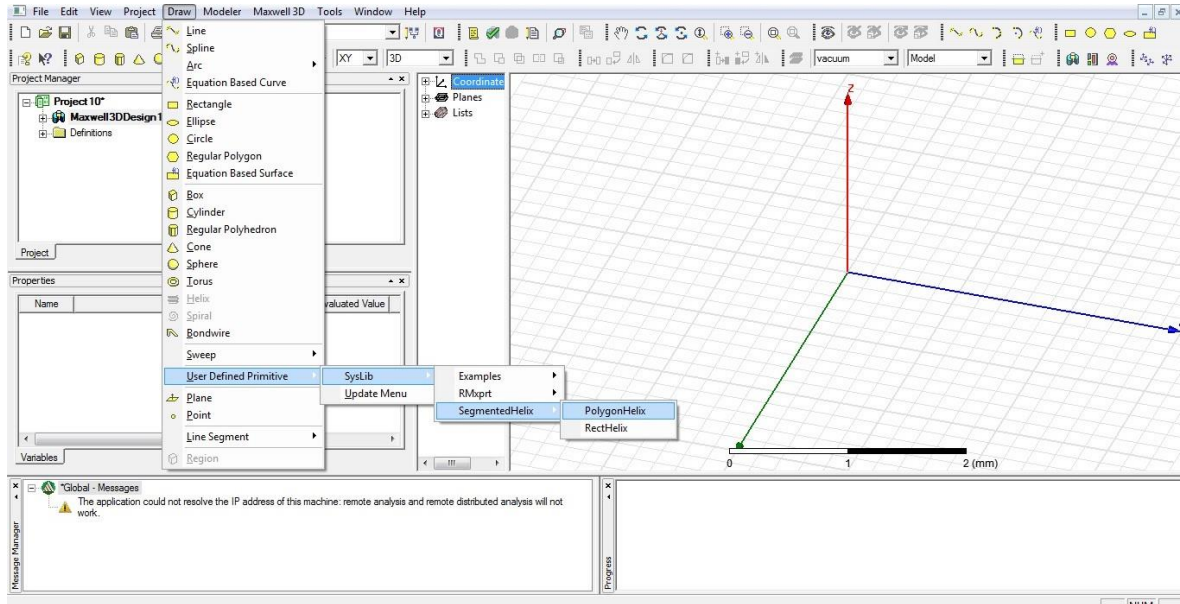 File Edit View Project Draw Modeler Maxwell 3D Tools Window Help
XY 3D vacuum Model
Project Manager
Project10*
Maxwell3DDesign1
Definitions
Project
Properties
Name
Evaluated Value
Variables
Line
Spline
Arc
Equation Based Curve
Rectangle
Ellipse
Circle
Regular Polygon
Equation Based Surface
Box
Cylinder
Regular Polyhedron
Cone
Sphere
Torus
Helix
Spiral
Bondwire
Sweep
User Defined Primitive
Plane
Point
Line Segment
Region
SysLib
Update Menu
Examples
RMxprt
SegmentedHelix
PolygonHelix
RectHelix
Coordinate
Planes
Lists
Z
0 1 2 (mm)
*Global - Messages
The application could not resolve the IP address of this machine: remote analysis and remote distributed analysis will not
work.
Message Manager
Progress
NUM